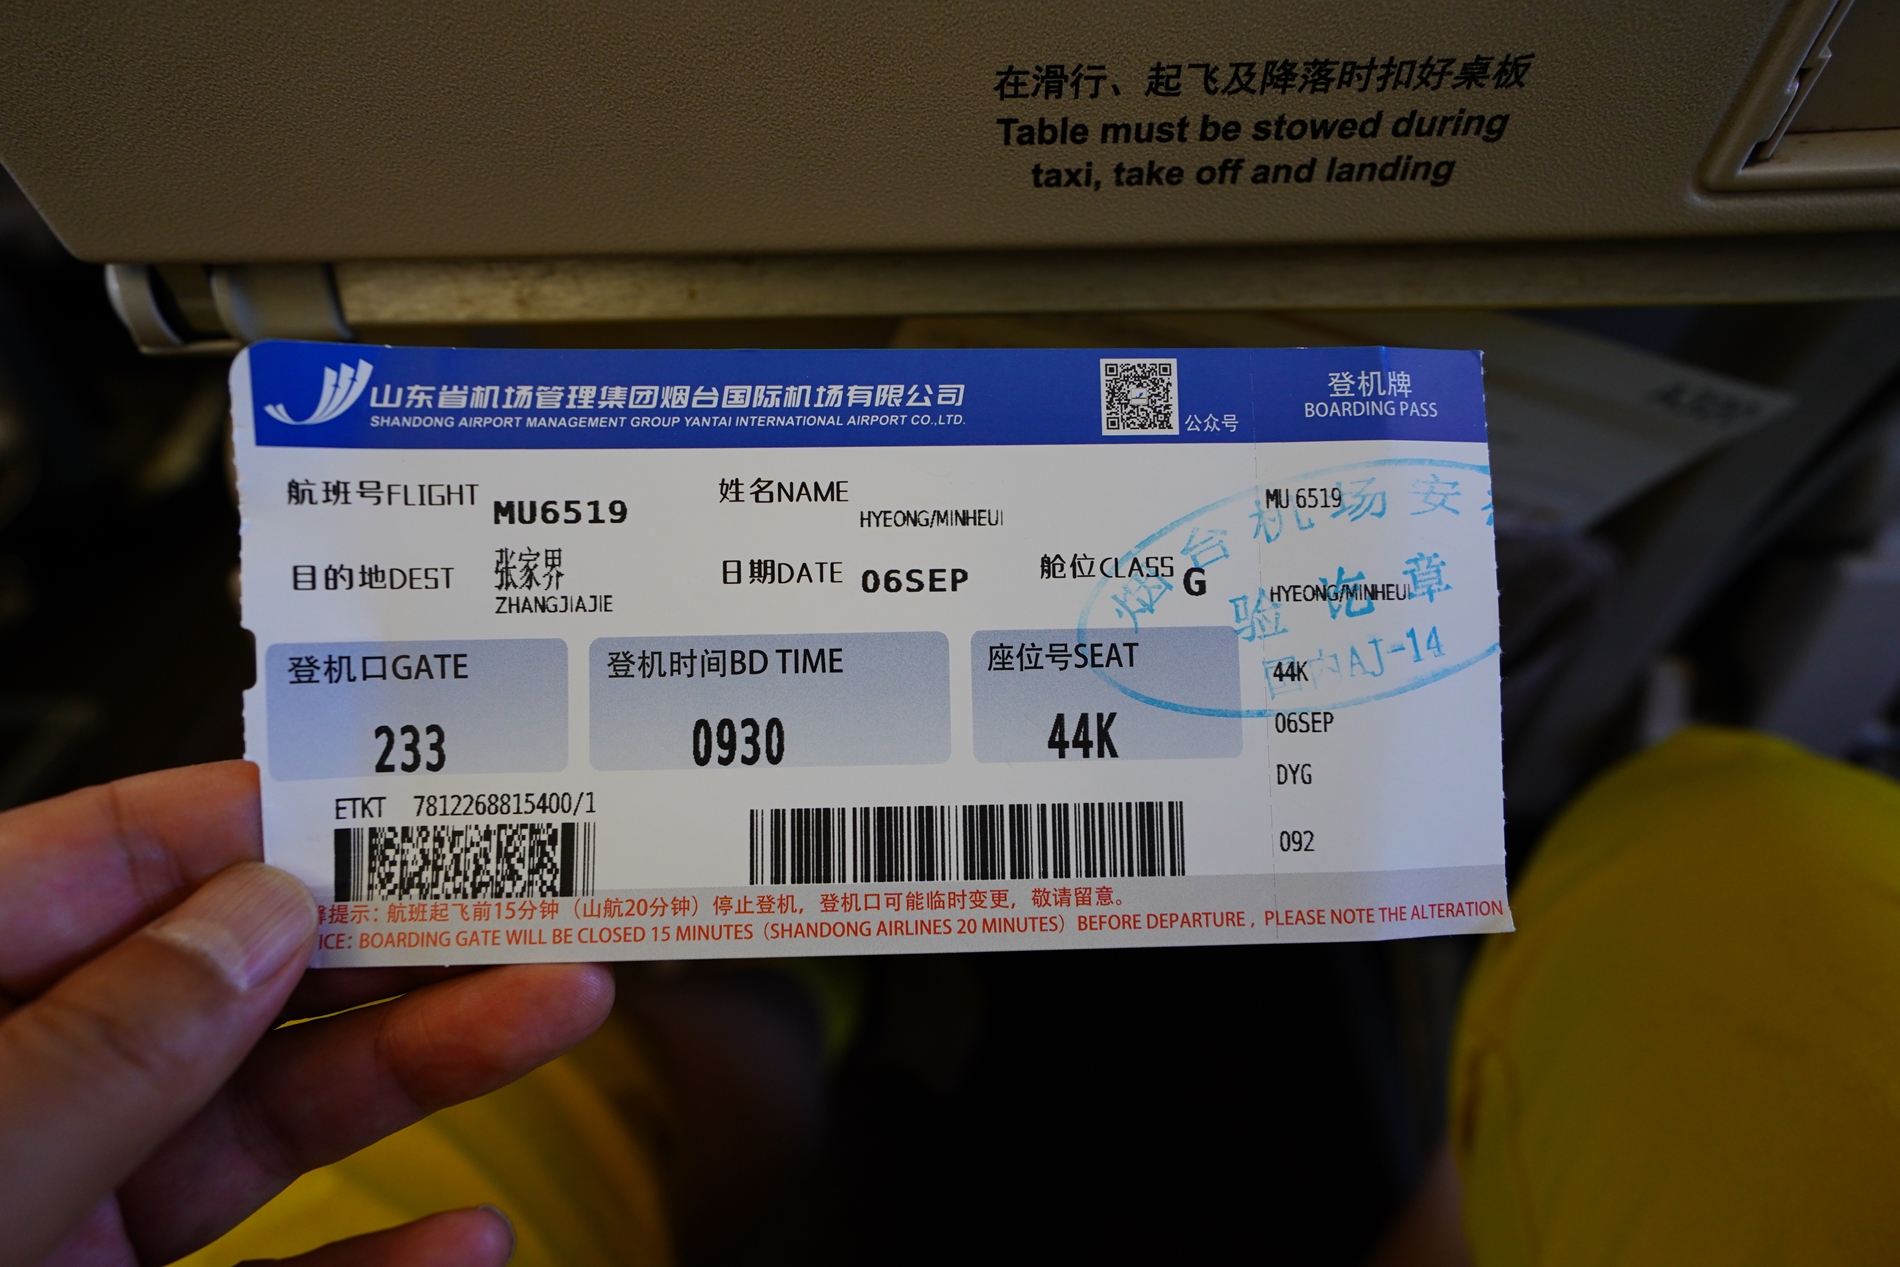 在滑行、起飞及降落时扣好桌板
Table must be stowed during
taxi, take off and landing
山东省机场管理集团烟台国际机场有限公司
SHANDONG AIRPORT MANAGEMENT GROUP YANTAI INTERNATIONAL AIRPORT CO.,LTD.
公众号
登机牌
BOARDING PASS
航班号FLIGHT MU6519 姓名NAME HYEONG/MINHEUI
目的地DEST 张家界 日期DATE 06SEP 舱位CLASS G
ZHANGJIAJIE
登机口GATE 登机时间BD TIME 座位号SEAT
233 0930 44K
ETKT 7812268815400/1
MU6519
HYEONG/MINHEUI
44K
06SEP
DYG
092
烟台机场安
验讫章
国内AJ-14
提示：航班起飞前15分钟（山航20分钟）停止登机，登机口可能临时变更，敬请留意。
ICE: BOARDING GATE WILL BE CLOSED 15 MINUTES（SHANDONG AIRLINES 20 MINUTES）BEFORE DEPARTURE , PLEASE NOTE THE ALTERATION